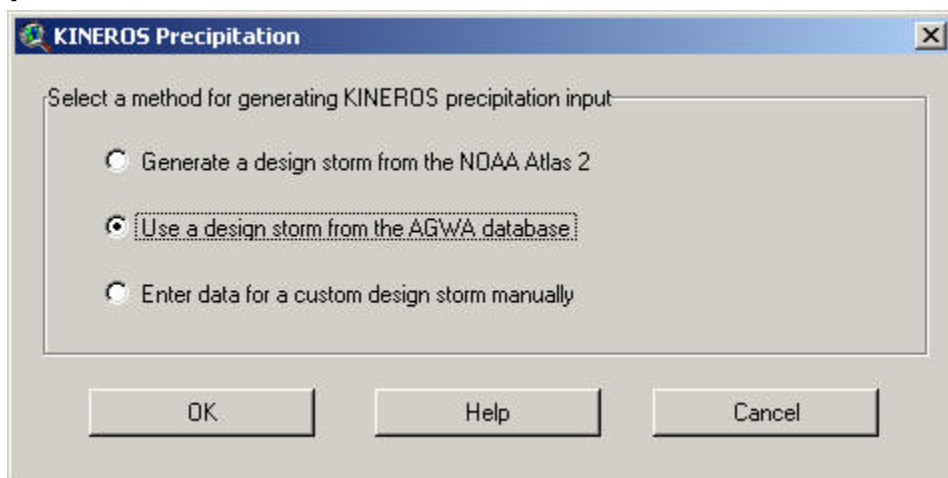 KINEROS Precipitation
Select a method for generating KINEROS precipitation input
Generate a design storm from the NOAA Atlas 2
Use a design storm from the AGWA database
Enter data for a custom design storm manually
OK Help Cancel